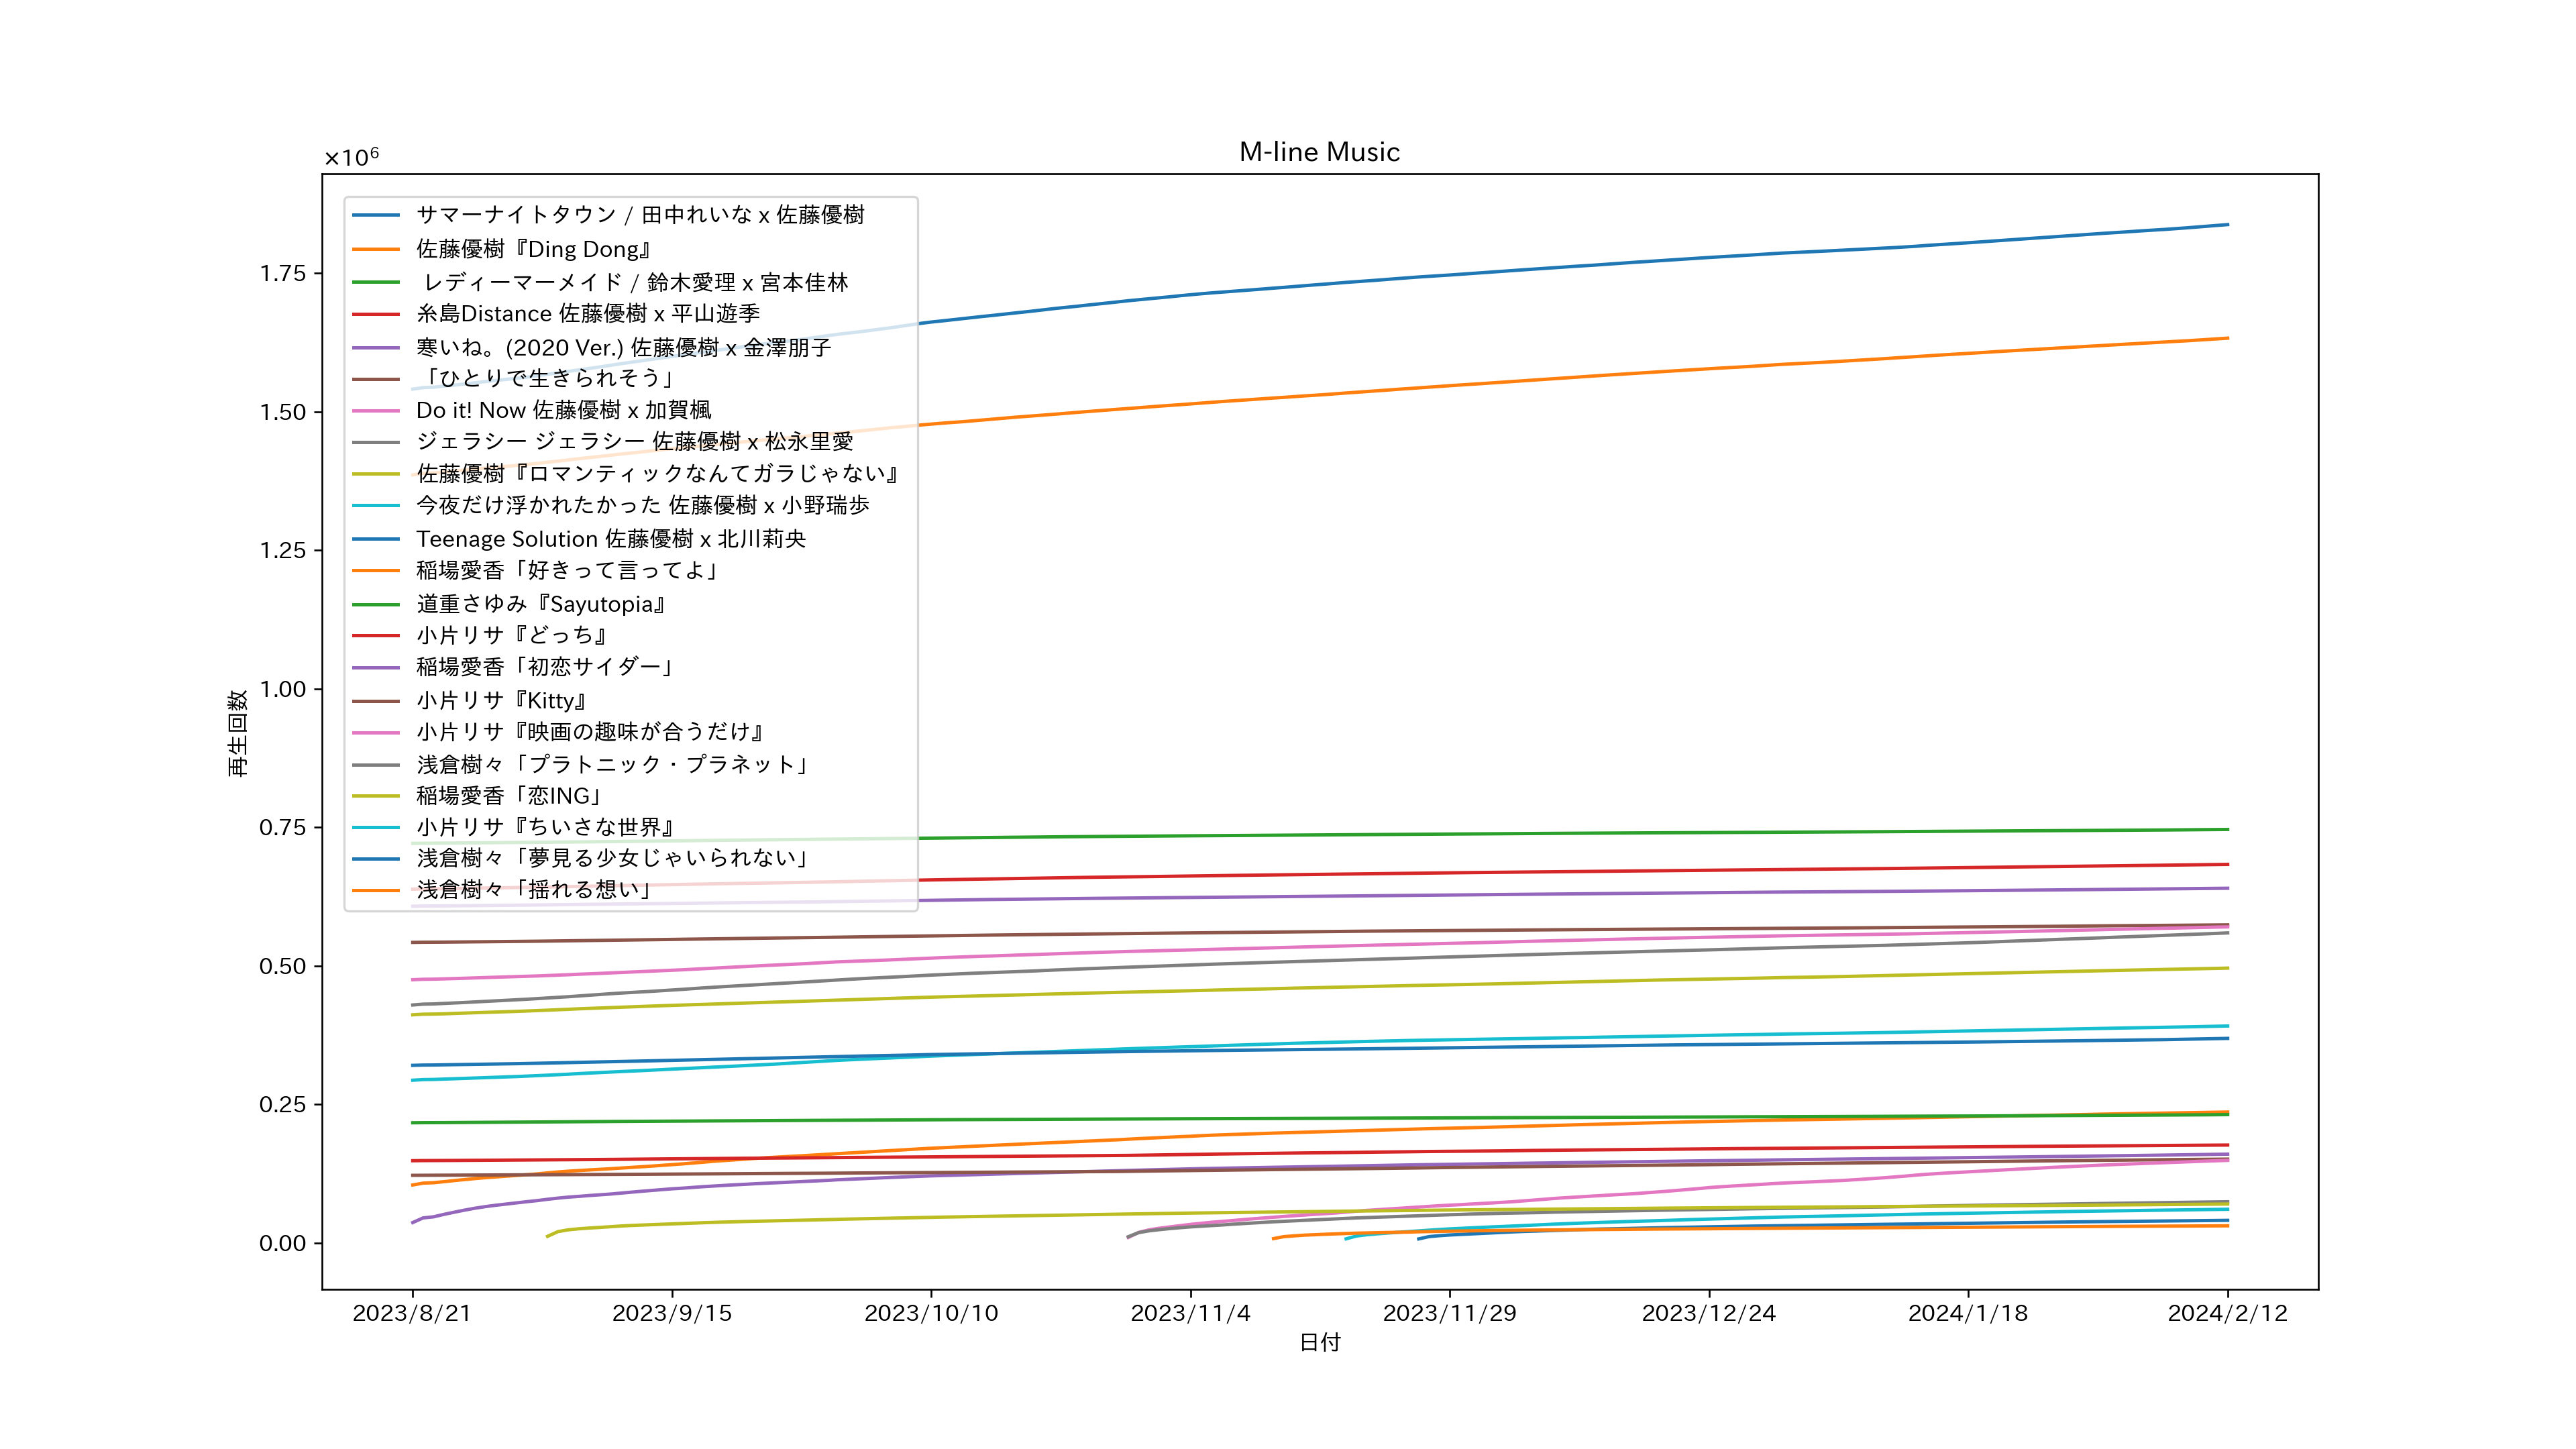 M-line Music
×10⁶
サマーナイトタウン / 田中れいな x 佐藤優樹
佐藤優樹『Ding Dong』
レディーマーメイド / 鈴木愛理 x 宮本佳林
糸島Distance 佐藤優樹 x 平山遊季
寒いね。(2020 Ver.) 佐藤優樹 x 金澤朋子
「ひとりで生きられそう」
Do it! Now 佐藤優樹 x 加賀楓
ジェラシー ジェラシー 佐藤優樹 x 松永里愛
佐藤優樹『ロマンティックなんてガラじゃない』
今夜だけ浮かれたかった 佐藤優樹 x 小野瑞歩
Teenage Solution 佐藤優樹 x 北川莉央
稲場愛香「好きって言ってよ」
道重さゆみ『Sayutopia』
小片リサ『どっち』
稲場愛香「初恋サイダー」
小片リサ『Kitty』
小片リサ『映画の趣味が合うだけ』
浅倉樹々「プラトニック・プラネット」
稲場愛香「恋ING」
小片リサ『ちいさな世界』
浅倉樹々「夢見る少女じゃいられない」
浅倉樹々「揺れる想い」
1.75
1.50
1.25
1.00
0.75
0.50
0.25
0.00
再生回数
2023/8/21
2023/9/15
2023/10/10
2023/11/4
2023/11/29
2023/12/24
2024/1/18
2024/2/12
日付